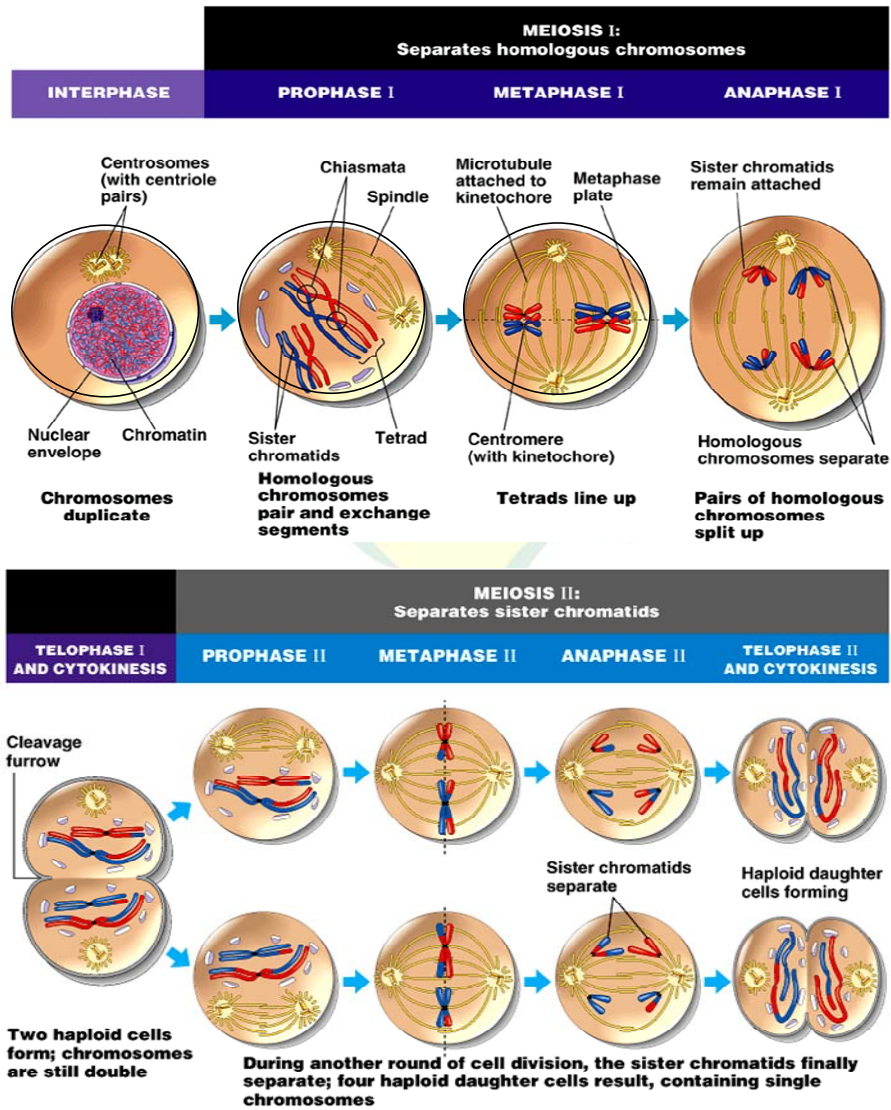 MEIOSIS I:
Separates homologous chromosomes
INTERPHASE
PROPHASE I
METAPHASE I
ANAPHASE I
Centrosomes
(with centriole
pairs)
Nuclear
envelope
Chromatin
Chromosomes
duplicate
Chiasmata
Spindle
Sister
chromatids
Tetrad
Homologous
chromosomes
pair and exchange
segments
Microtubule
attached to
kinetochore
Metaphase
plate
Centromere
(with kinetochore)
Tetrads line up
Sister chromatids
remain attached
Homologous
chromosomes separate
Pairs of homologous
chromosomes
split up
MEIOSIS II:
Separates sister chromatids
TELOPHASE I
AND CYTOKINESIS
PROPHASE II
METAPHASE II
ANAPHASE II
TELOPHASE II
AND CYTOKINESIS
Cleavage
furrow
Two haploid cells
form; chromosomes
are still double
Sister chromatids
separate
Haploid daughter
cells forming
During another round of cell division, the sister chromatids finally
separate; four haploid daughter cells result, containing single
chromosomes